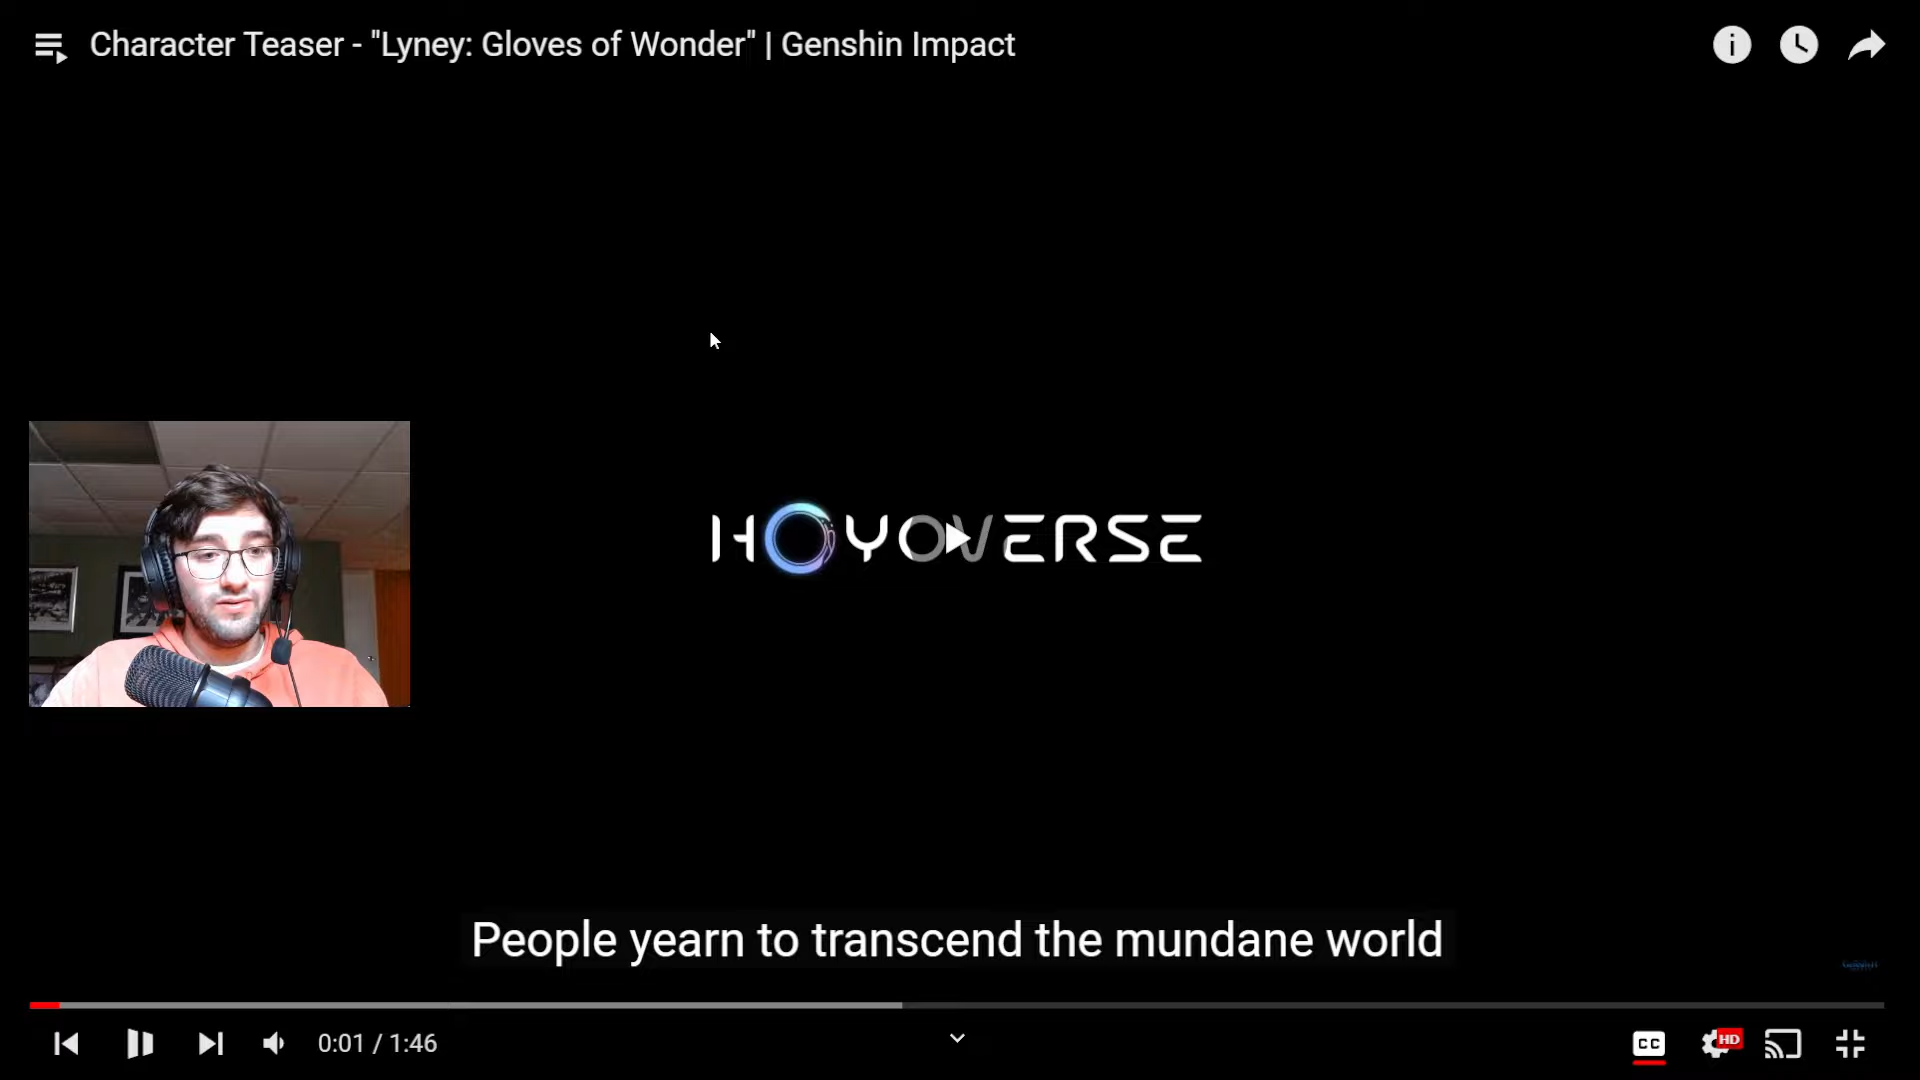 Character Teaser - "Lyney: Gloves of Wonder" | Genshin Impact
HOYOVERSE
People yearn to transcend the mundane world
0:01 / 1:46
CC
HD